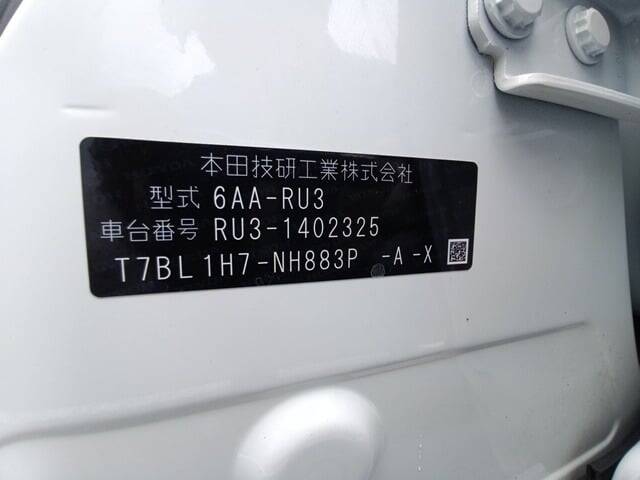 本田技研工業株式会社
型式 6AA-RU3
車台番号 RU3-1402325
T7BL1H7-NH883P -A-X